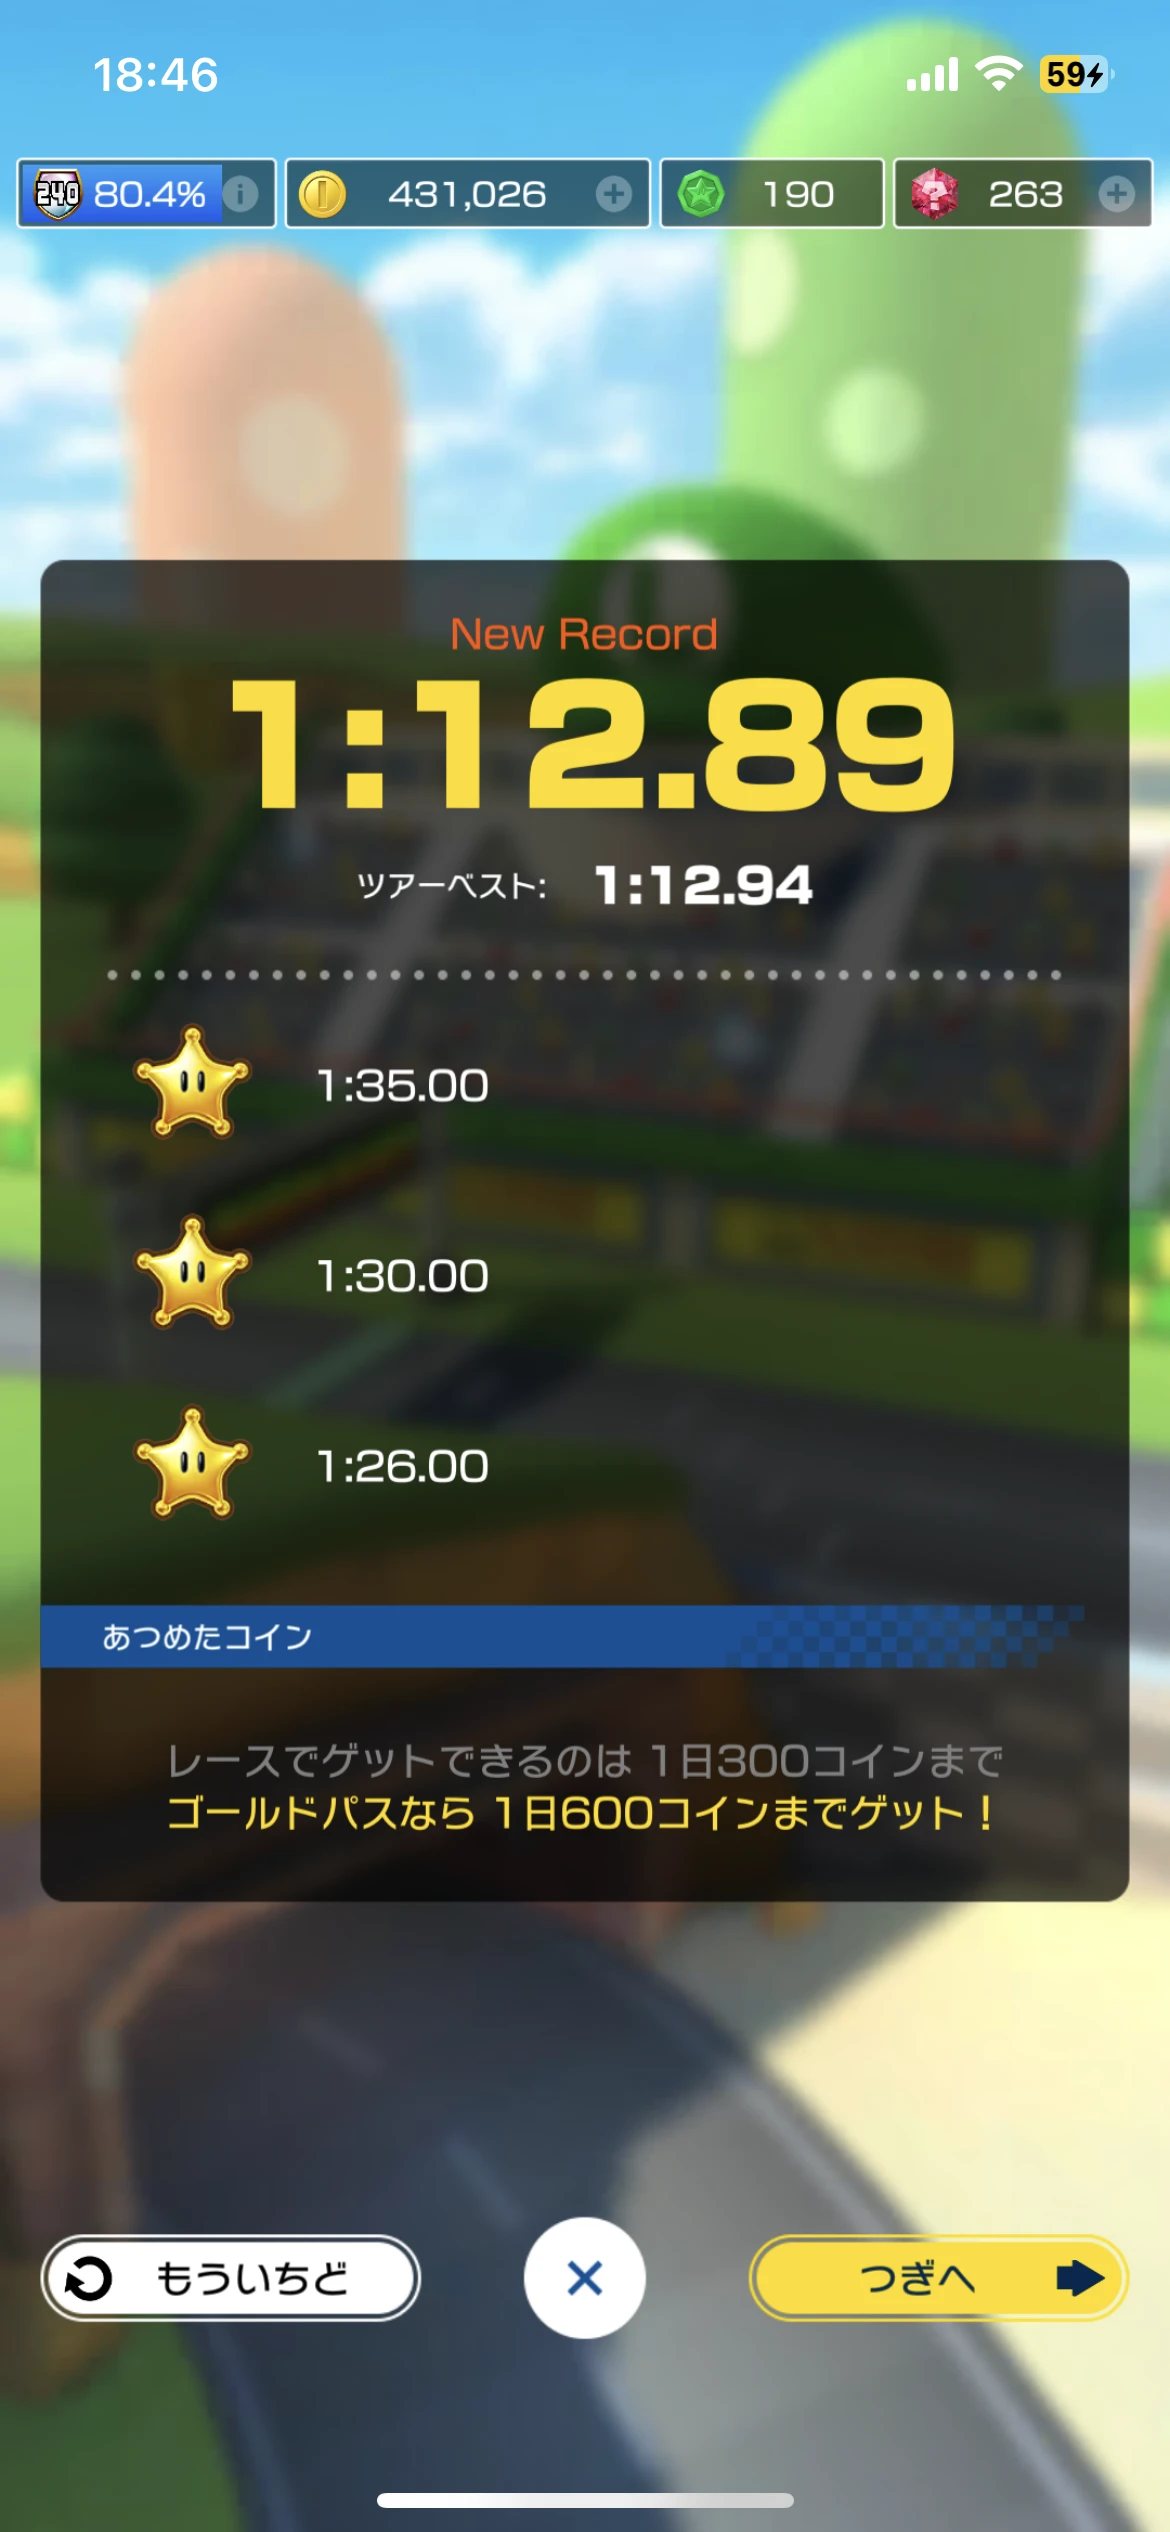 18:46
59
240 80.4% i 431,026 + 190 263 +
New Record
1:12.89
ツアーベスト: 1:12.94
1:35.00
1:30.00
1:26.00
あつめたコイン
レースでゲットできるのは 1日300コインまで
ゴールドパスなら 1日600コインまでゲット！
もういちど
つぎへ